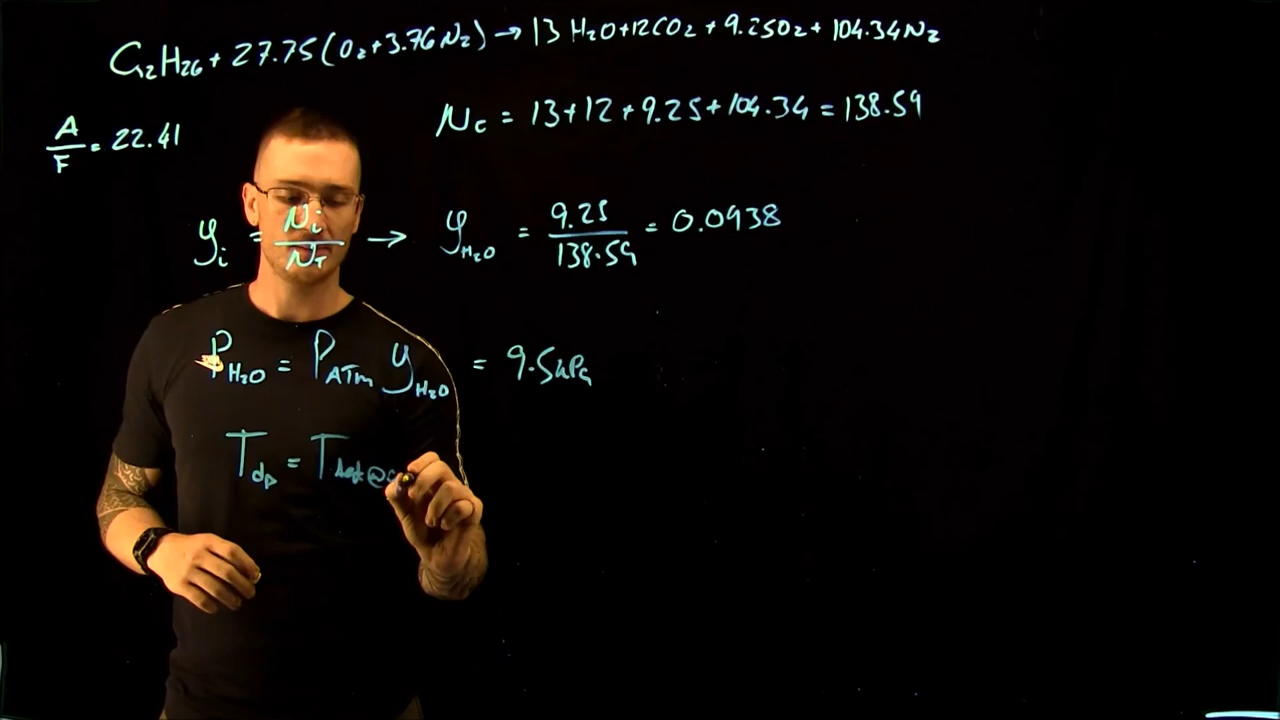 C12H26 + 27.75(O2+3.76N2) → 13H2O+12CO2+9.25O2+104.34N2
A/F = 22.41
Nc = 13+12+9.25+104.34 = 138.59
yi = Ni/NT → yH2O = 9.25/138.59 = 0.0938
PH2O = PATm yH2O = 9.5kPa
Tdp = TSat@